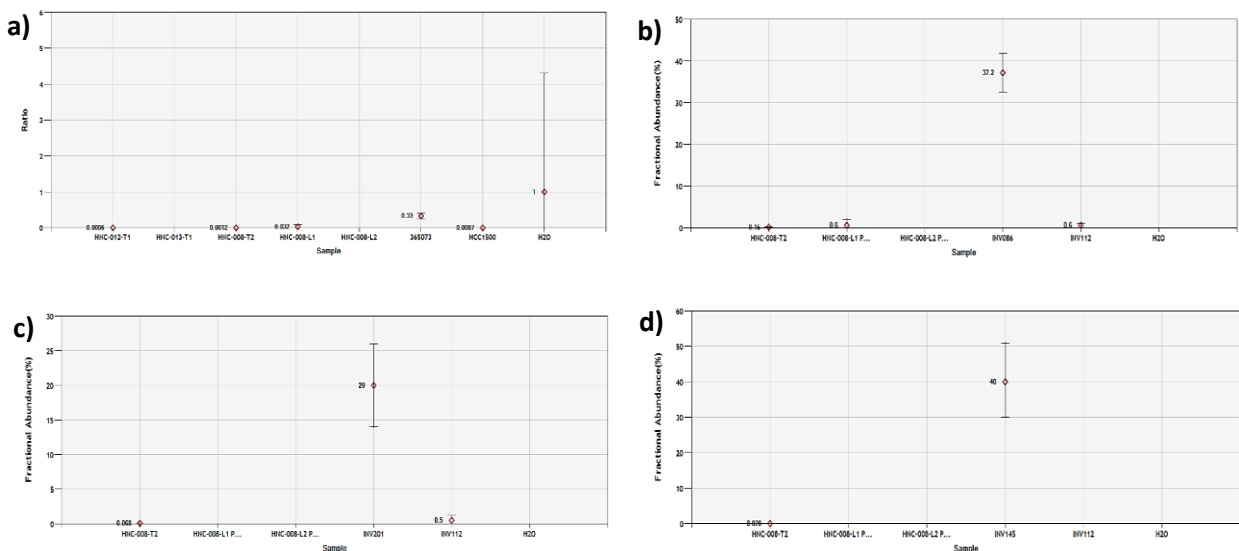 a)
Ratio
6
5
4
3
2
1
0
0.0006
0.0012
0.032
0.33
0.0007
1
HNC-012-T1 HNC-013-T1 HNC-008-T2 HNC-008-L1 HNC-008-L2 365073 HCC1500 H2O
Sample
b)
Fractional Abundance(%)
50
40
30
20
10
0
0.15
0.6
37.2
0.6
HNC-008-T2 HNC-008-L1 P... HNC-008-L2 P... INV086 INV112 H2O
Sample
c)
Fractional Abundance(%)
30
25
20
15
10
5
0
0.068
20
0.5
HNC-008-T2 HNC-008-L1 P... HNC-008-L2 P... INV201 INV112 H2O
Sample
d)
Fractional Abundance(%)
60
50
40
30
20
10
0
40
HNC-008-T2 HNC-008-L1 P... HNC-008-L2 P... INV145 INV112 H2O
Sample